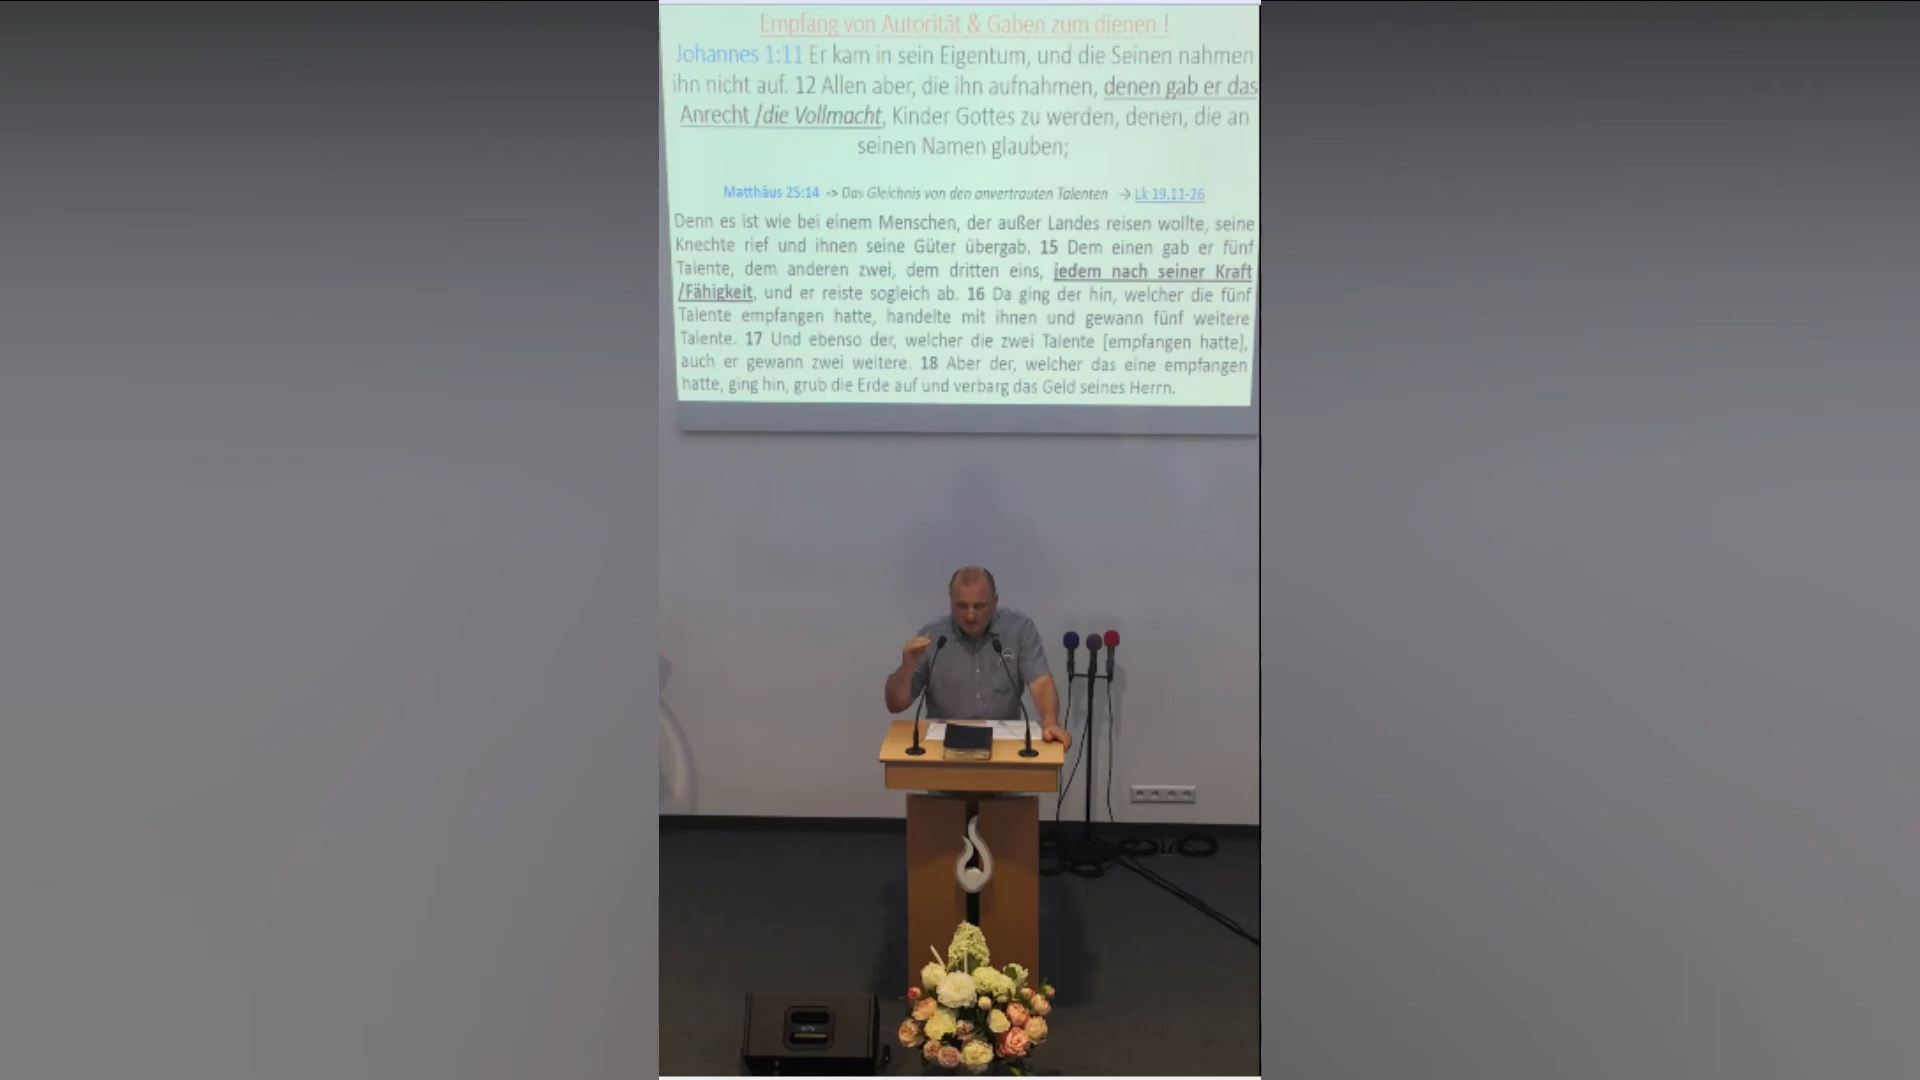 Empfang von Autorität & Gaben zum dienen !
Johannes 1:11 Er kam in sein Eigentum, und die Seinen nahmen
ihn nicht auf. 12 Allen aber, die ihn aufnahmen, denen gab er das
Anrecht /die Vollmacht, Kinder Gottes zu werden, denen, die an
seinen Namen glauben;
Matthäus 25:14 -> Das Gleichnis von den anvertrauten Talenten → Lk 19,11-26
Denn es ist wie bei einem Menschen, der außer Landes reisen wollte, seine
Knechte rief und ihnen seine Güter übergab. 15 Dem einen gab er fünf
Talente, dem anderen zwei, dem dritten eins, jedem nach seiner Kraft
/Fähigkeit, und er reiste sogleich ab. 16 Da ging der hin, welcher die fünf
Talente empfangen hatte, handelte mit ihnen und gewann fünf weitere
Talente. 17 Und ebenso der, welcher die zwei Talente [empfangen hatte],
auch er gewann zwei weitere. 18 Aber der, welcher das eine empfangen
hatte, ging hin, grub die Erde auf und verbarg das Geld seines Herrn.